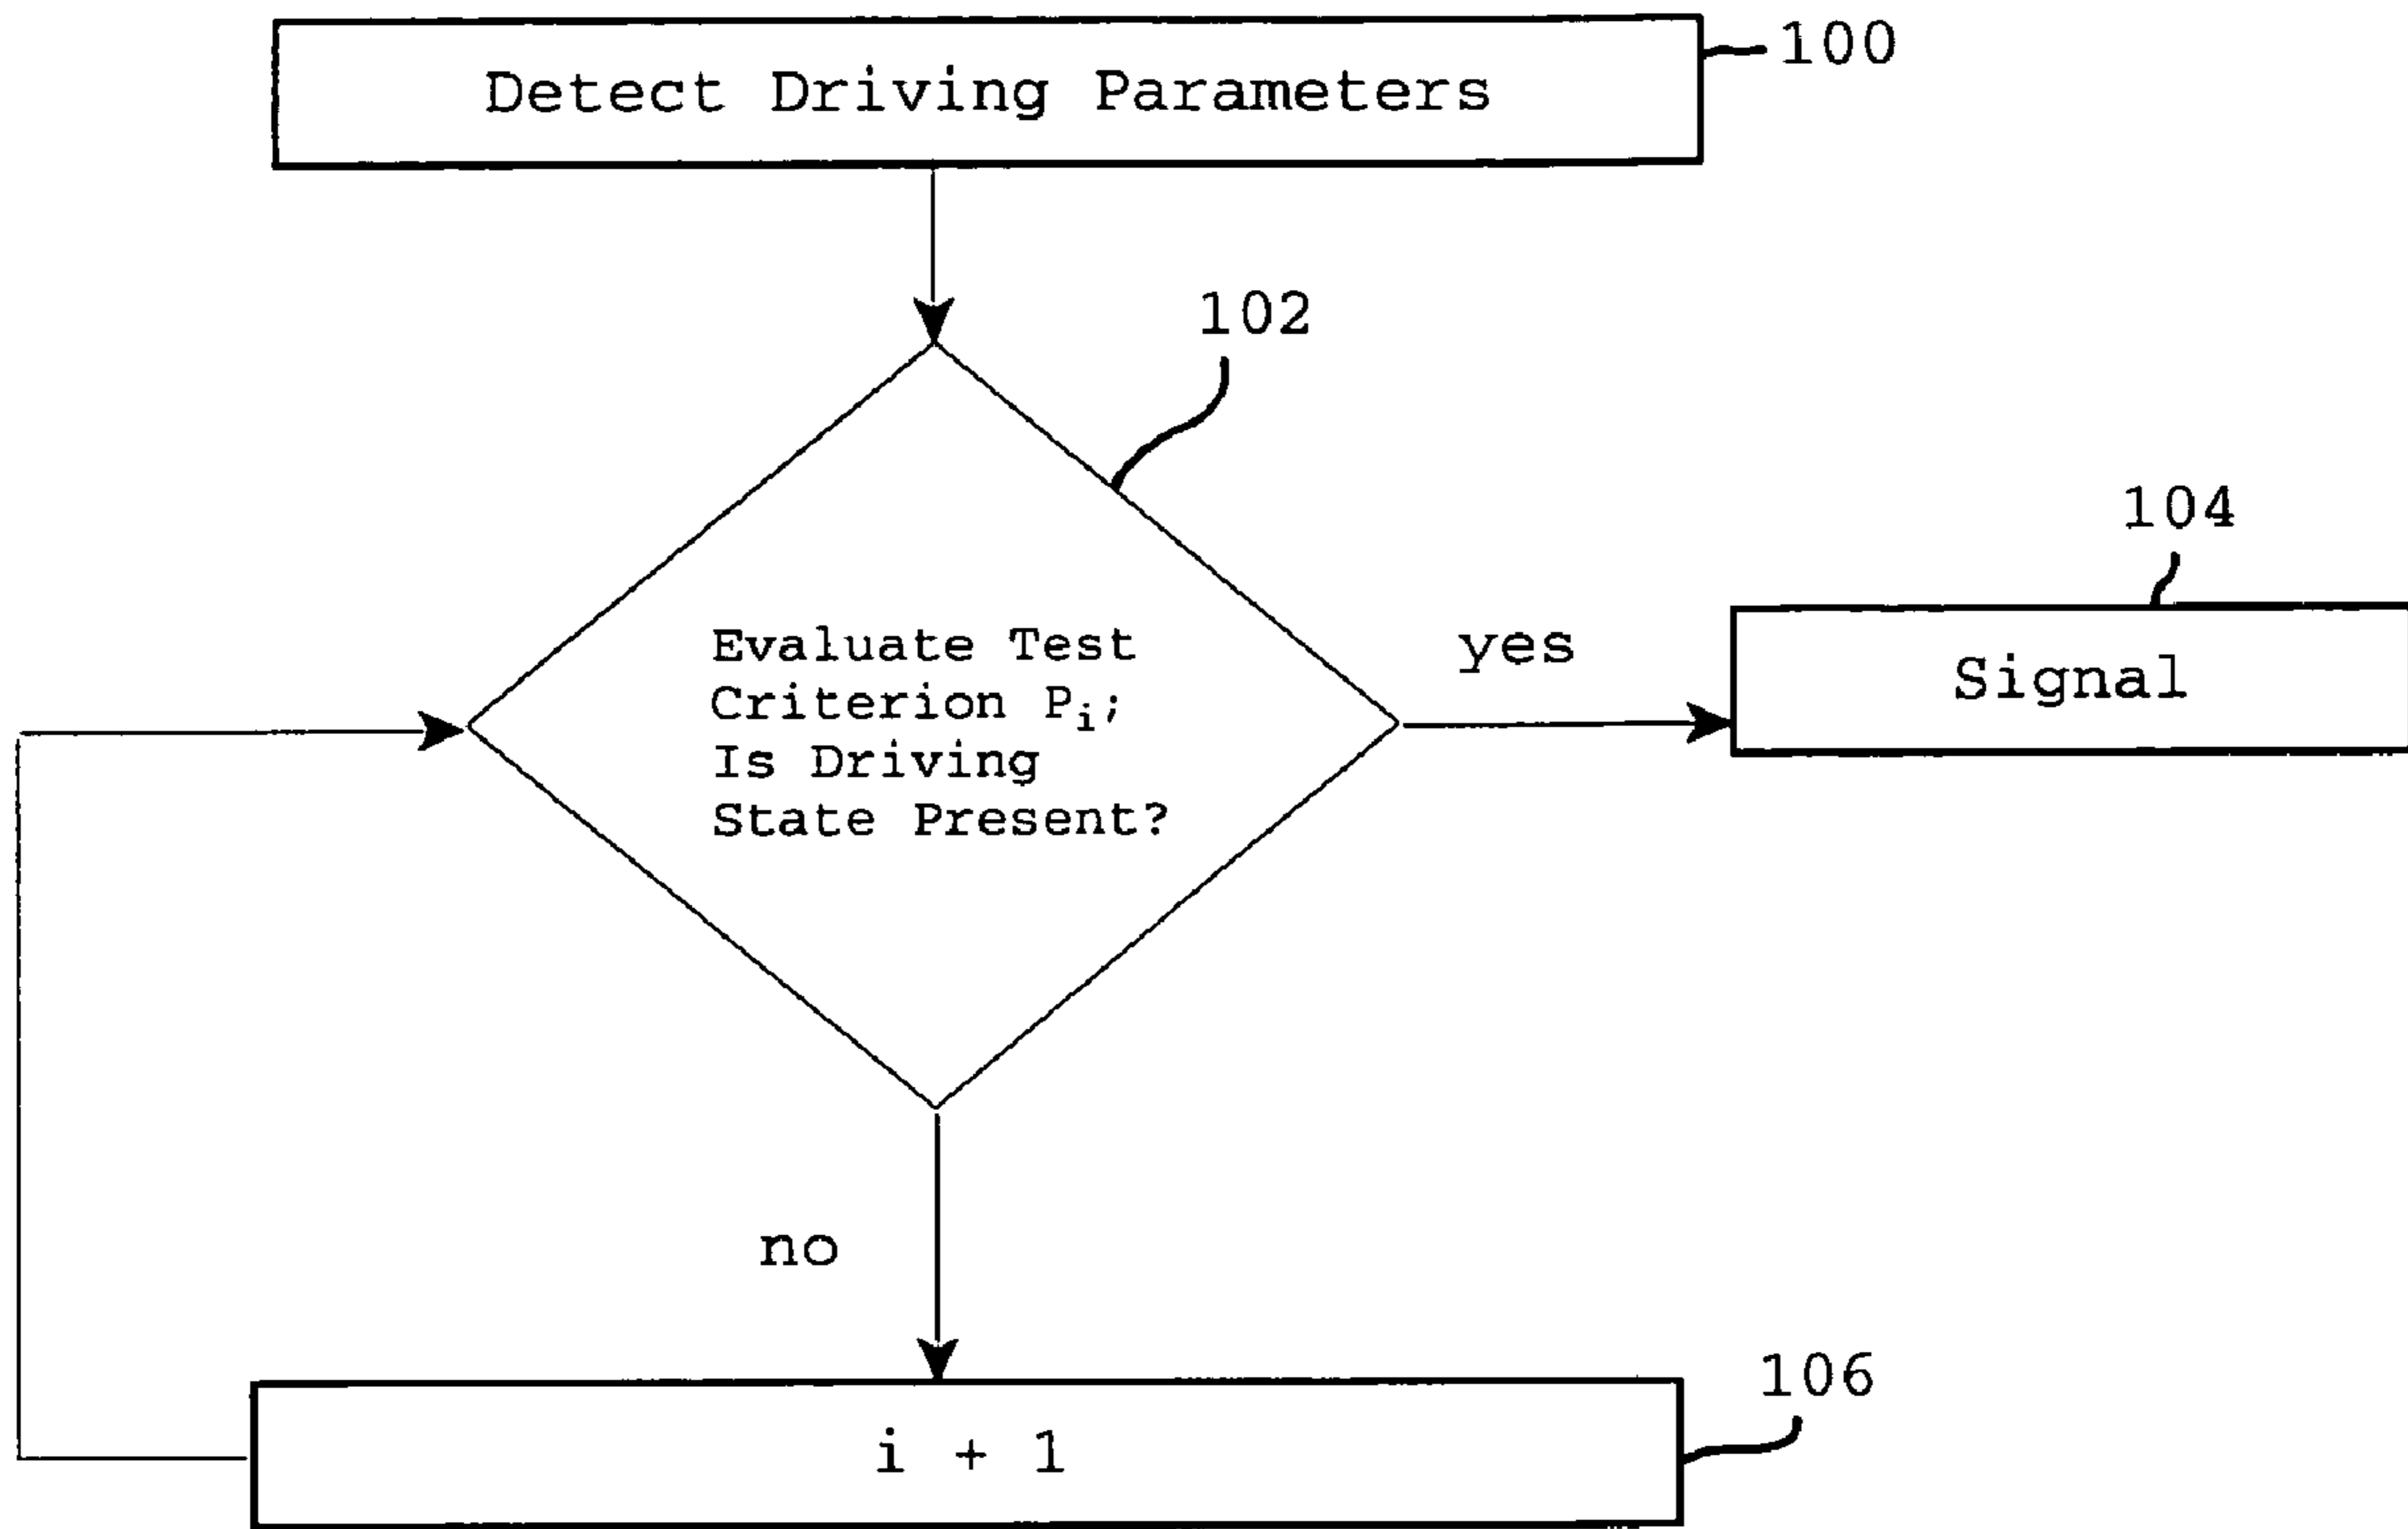 Detect Driving Parameters
100
102
104
Evaluate Test
Criterion Pi;
Is Driving
State Present?
yes
Signal
no
106
i + 1